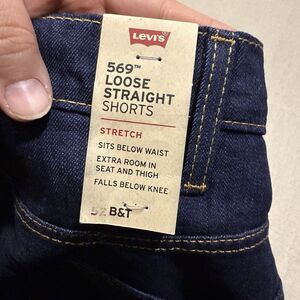 Levi's
569™
LOOSE
STRAIGHT
SHORTS
STRETCH
SITS BELOW WAIST
EXTRA ROOM IN
SEAT AND THIGH
FALLS BELOW KNEE
B&T